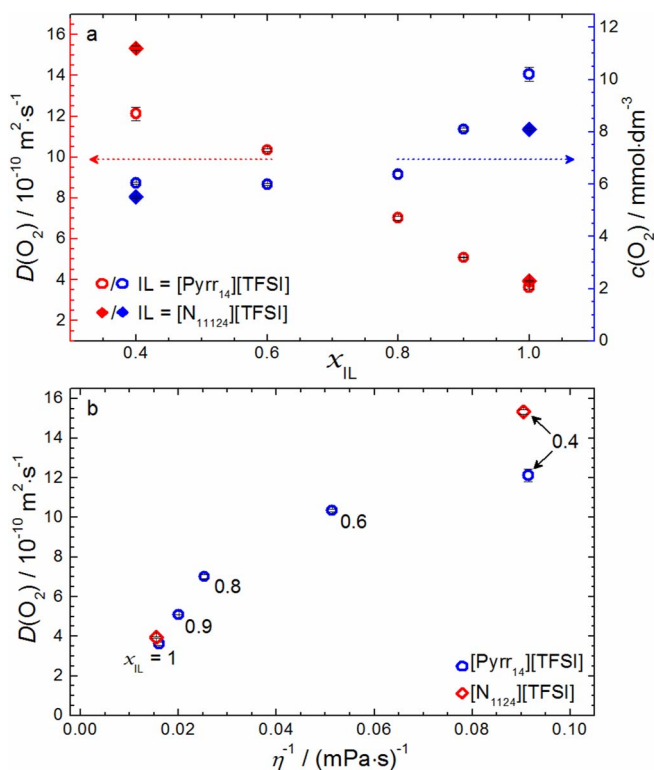 a
D(O₂) / 10⁻¹⁰ m²·s⁻¹
16
14
12
10
8
6
4
2
12
10
8
6
4
2
0
c(O₂) / mmol·dm⁻³
/ IL = [Pyrr₁₄][TFSI]
/ IL = [N₁₁₁₂₄][TFSI]
0.4 0.6 0.8 1.0
x_IL
b
D(O₂) / 10⁻¹⁰ m²·s⁻¹
16
14
12
10
8
6
4
2
0
0.4
0.6
0.8
0.9
x_IL = 1
[Pyrr₁₄][TFSI]
[N₁₁₂₄][TFSI]
0.00 0.02 0.04 0.06 0.08 0.10
η⁻¹ / (mPa·s)⁻¹